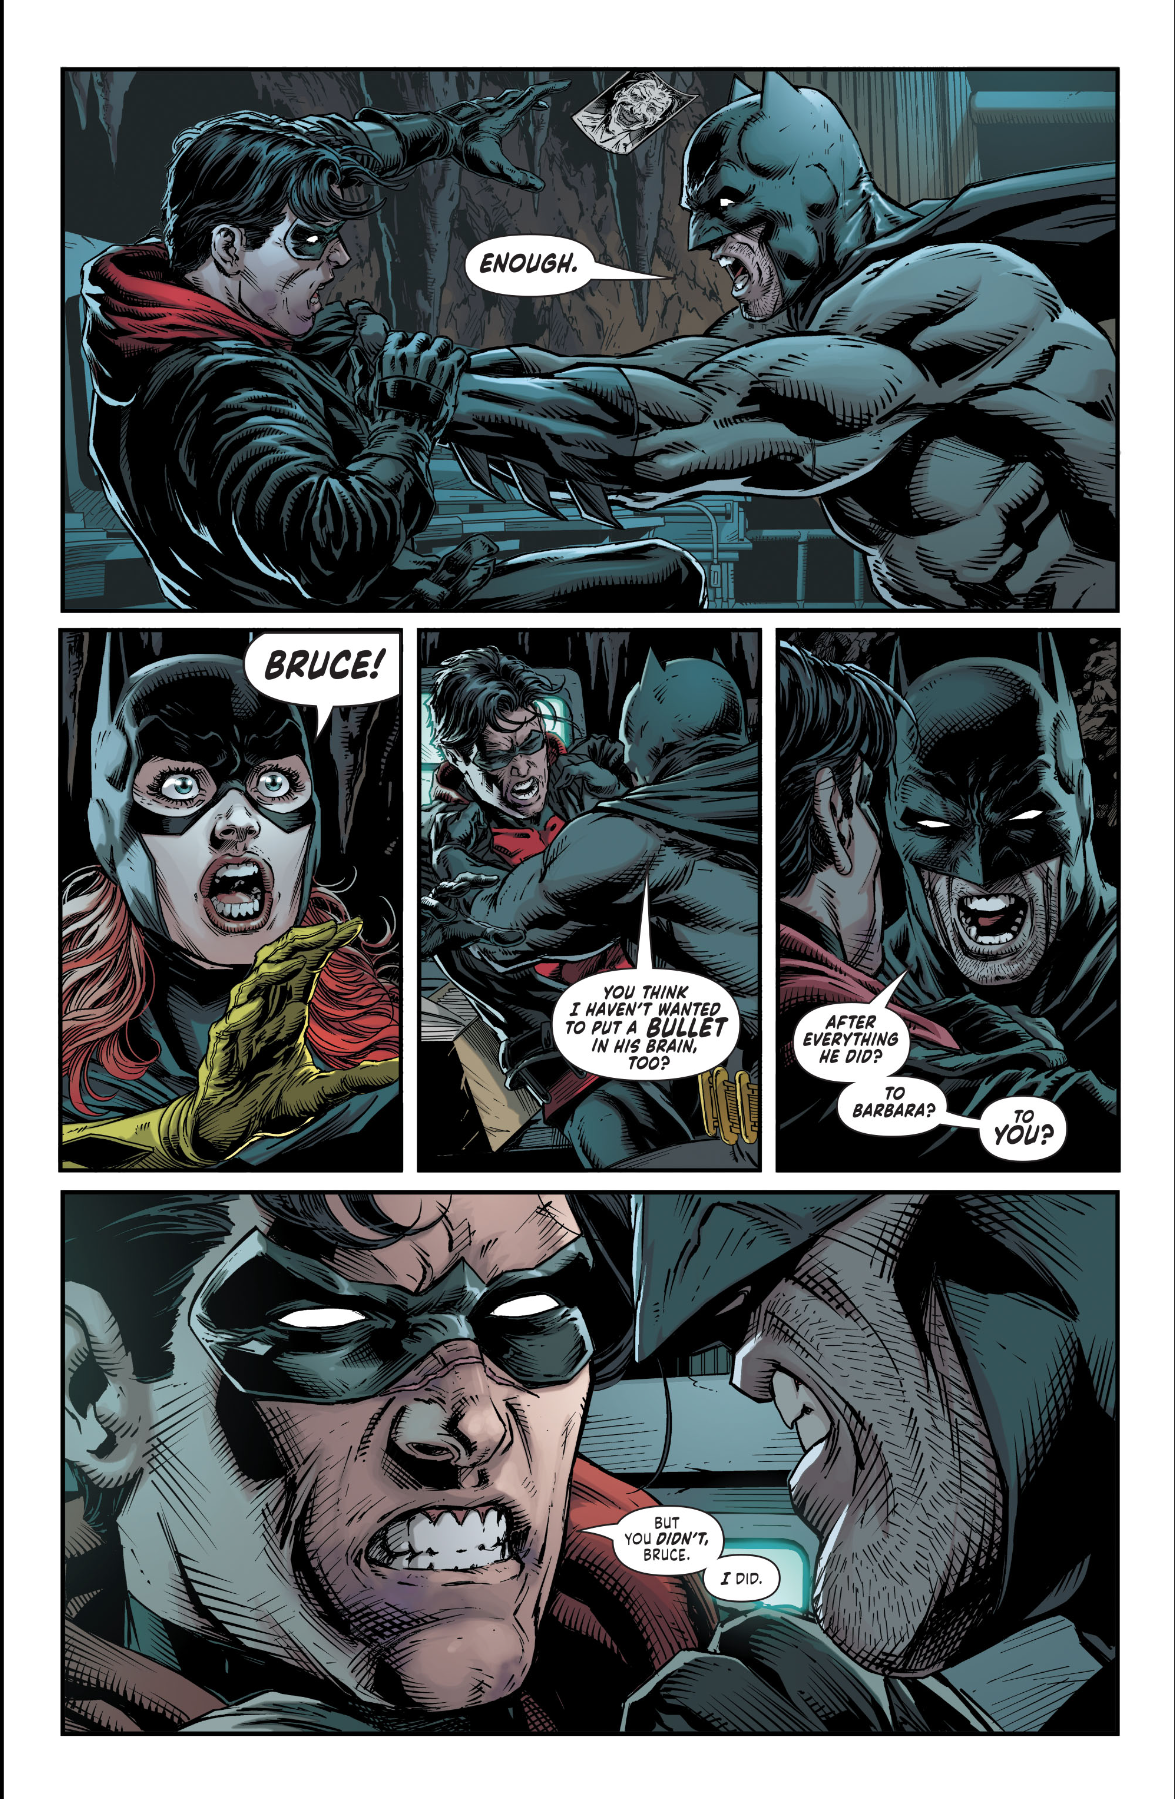 ENOUGH.
BRUCE!
YOU THINK
I HAVEN'T WANTED
TO PUT A BULLET
IN HIS BRAIN,
TOO?
AFTER
EVERYTHING
HE DID?
TO
BARBARA?
TO
YOU?
BUT
YOU DIDN'T,
BRUCE.
I DID.